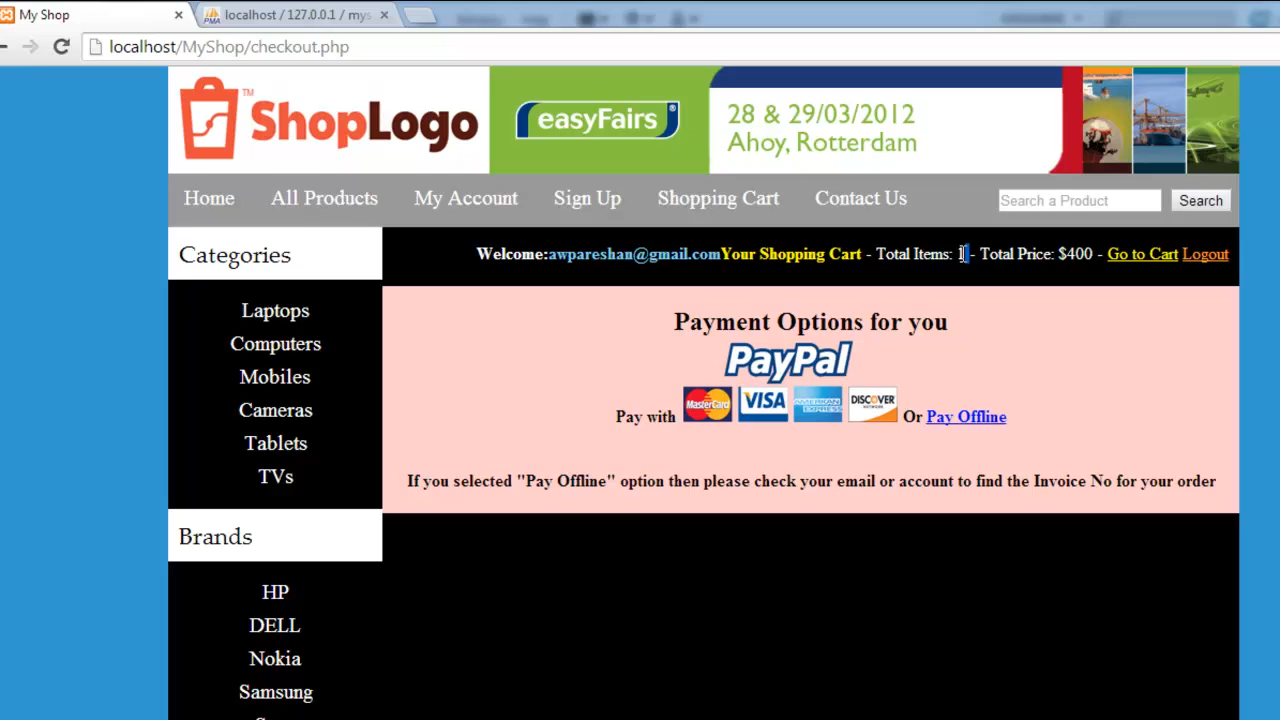 My Shop
PMA localhost / 127.0.0.1 / mys
localhost/MyShop/checkout.php
TM
ShopLogo
easyFairs®
28 & 29/03/2012
Ahoy, Rotterdam
Home All Products My Account Sign Up Shopping Cart Contact Us Search a Product Search
Categories
Welcome:awpareshan@gmail.comYour Shopping Cart - Total Items: 1 - Total Price: $400 - Go to Cart Logout
Laptops
Computers
Mobiles
Cameras
Tablets
TVs
Payment Options for you
PayPal
Pay with MasterCard VISA AMERICAN EXPRESS DISCOVER NETWORK Or Pay Offline
If you selected "Pay Offline" option then please check your email or account to find the Invoice No for your order
Brands
HP
DELL
Nokia
Samsung